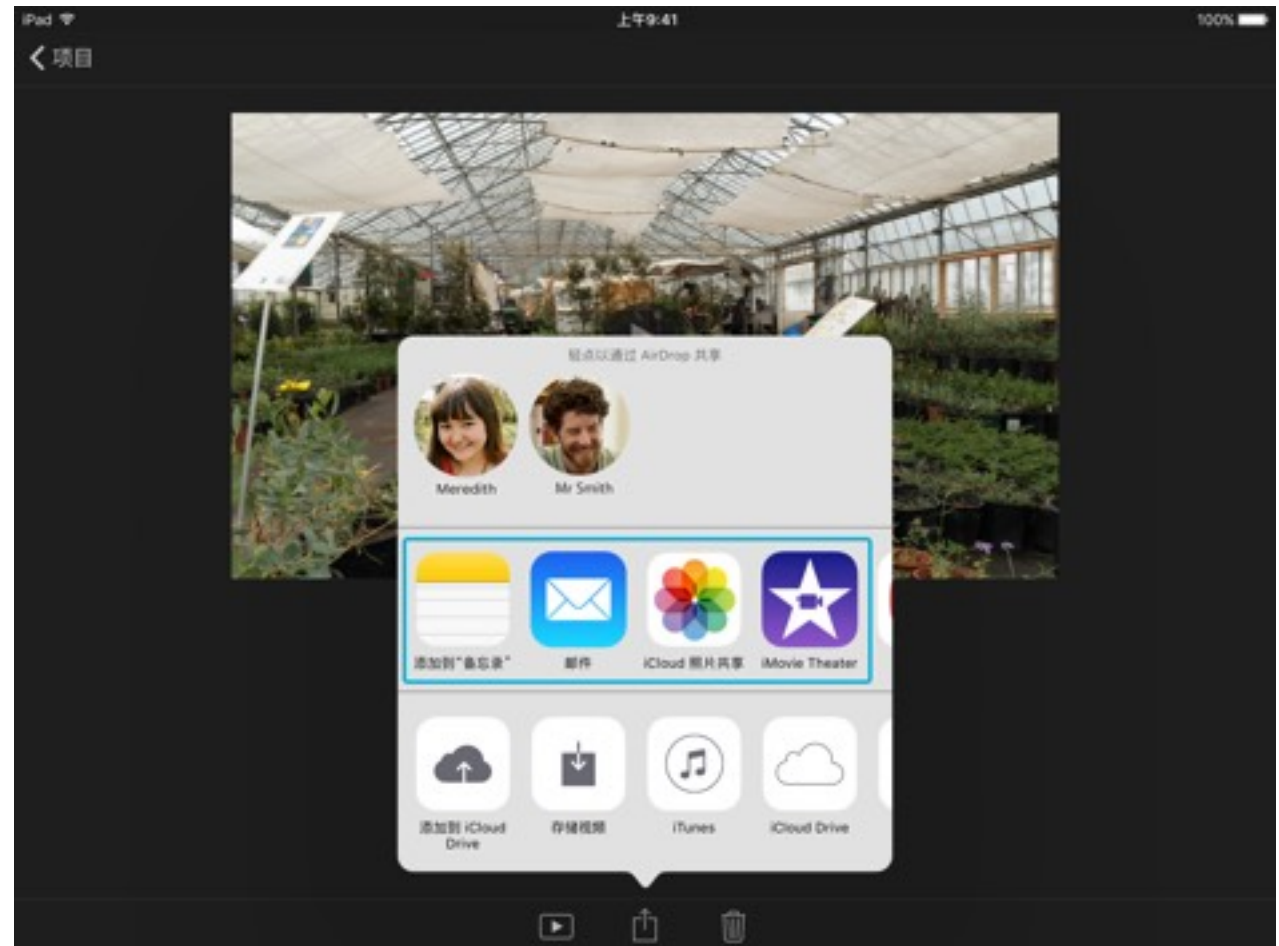 iPad
上午9:41
100%
项目
轻点以通过 AirDrop 共享
Meredith
Mr Smith
添加到“备忘录”
邮件
iCloud 照片共享
iMovie Theater
添加到 iCloud
Drive
存储视频
iTunes
iCloud Drive